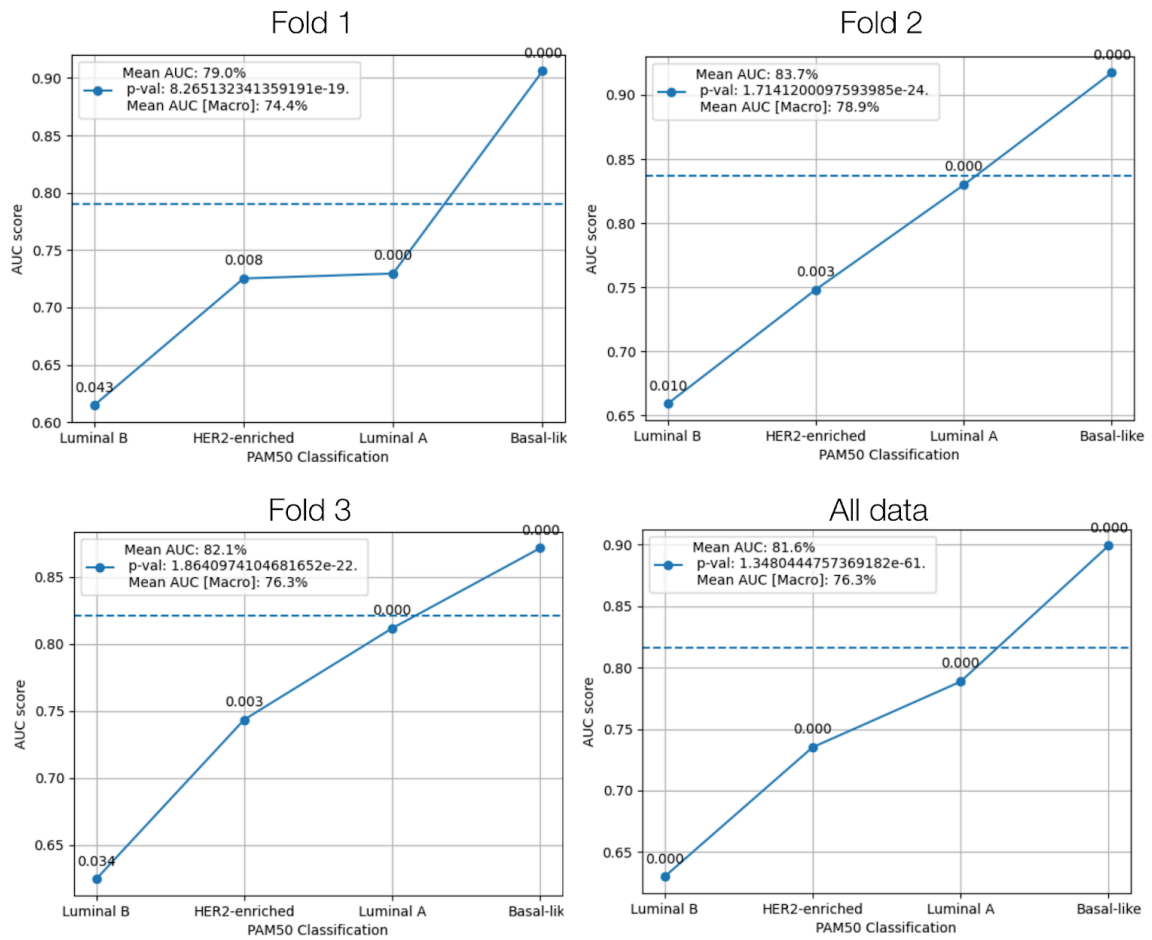 Fold 1
0.000
Mean AUC: 79.0%
p-val: 8.265132341359191e-19.
Mean AUC [Macro]: 74.4%
0.90
0.85
0.80
0.75
0.70
0.65
0.60
AUC score
0.043
0.008
0.000
Luminal B
HER2-enriched
Luminal A
Basal-lik
PAM50 Classification
Fold 2
0.000
Mean AUC: 83.7%
p-val: 1.7141200097593985e-24.
Mean AUC [Macro]: 78.9%
0.90
0.85
0.80
0.75
0.70
0.65
AUC score
0.010
0.003
0.000
Luminal B
HER2-enriched
Luminal A
Basal-like
PAM50 Classification
Fold 3
0.000
Mean AUC: 82.1%
p-val: 1.8640974104681652e-22.
Mean AUC [Macro]: 76.3%
0.85
0.80
0.75
0.70
0.65
AUC score
0.034
0.003
0.000
Luminal B
HER2-enriched
Luminal A
Basal-lik
PAM50 Classification
All data
0.000
Mean AUC: 81.6%
p-val: 1.3480444757369182e-61.
Mean AUC [Macro]: 76.3%
0.90
0.85
0.80
0.75
0.70
0.65
AUC score
0.000
0.000
0.000
Luminal B
HER2-enriched
Luminal A
Basal-like
PAM50 Classification